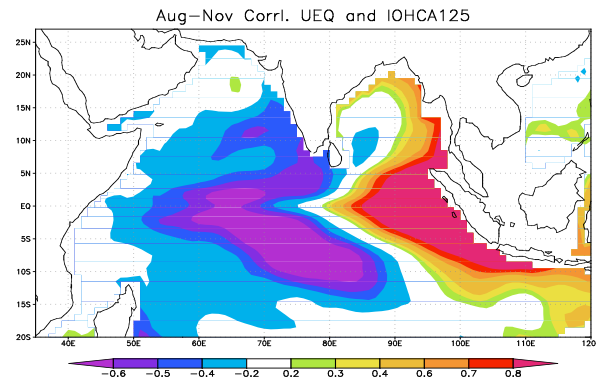 Aug-Nov Corrl. UEQ and IOHCA125
25N
20N
15N
10N
5N
EQ
5S
10S
15S
20S
40E 50E 60E 70E 80E 90E 100E 110E 120
-0.6 -0.5 -0.4 -0.2 0.2 0.3 0.4 0.6 0.7 0.8